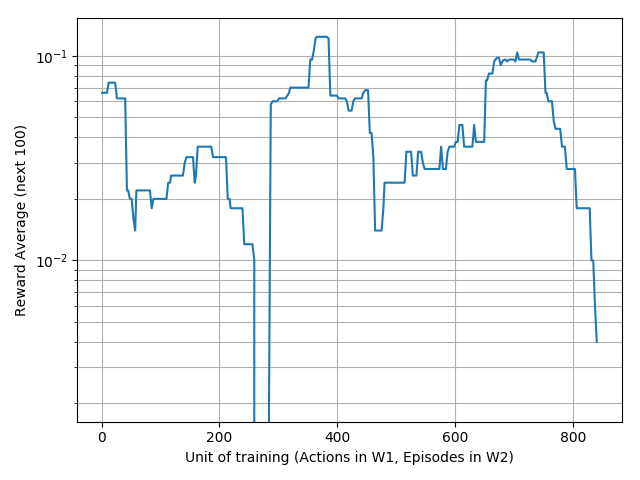 Reward Average (next 100)
10⁻¹
10⁻²
0 200 400 600 800
Unit of training (Actions in W1, Episodes in W2)